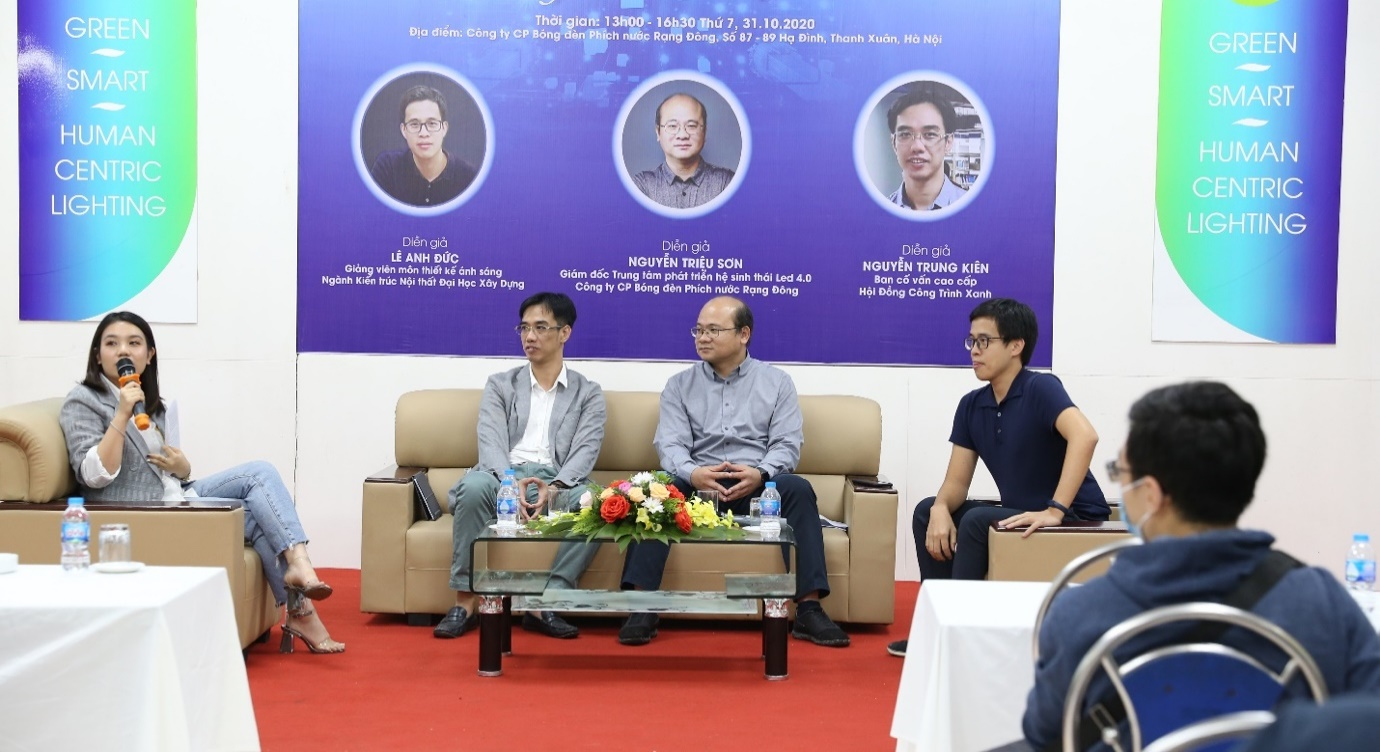 GREEN
SMART
HUMAN
CENTRIC
LIGHTING
Thời gian: 13h00 - 16h30 Thứ 7, 31.10.2020
Địa điểm: Công ty CP Bóng đèn Phích nước Rạng Đông, Số 87 - 89 Hạ Đình, Thanh Xuân, Hà Nội
Diễn giả
LÊ ANH ĐỨC
Giảng viên môn thiết kế ánh sáng
Ngành Kiến trúc Nội thất Đại Học Xây Dựng
Diễn giả
NGUYỄN TRIỆU SƠN
Giám đốc Trung tâm phát triển hệ sinh thái Led 4.0
Công ty CP Bóng đèn Phích nước Rạng Đông
Diễn giả
NGUYỄN TRUNG KIÊN
Ban cố vấn cao cấp
Hội Đồng Công Trình Xanh
GREEN
SMART
HUMAN
CENTRIC
LIGHTING